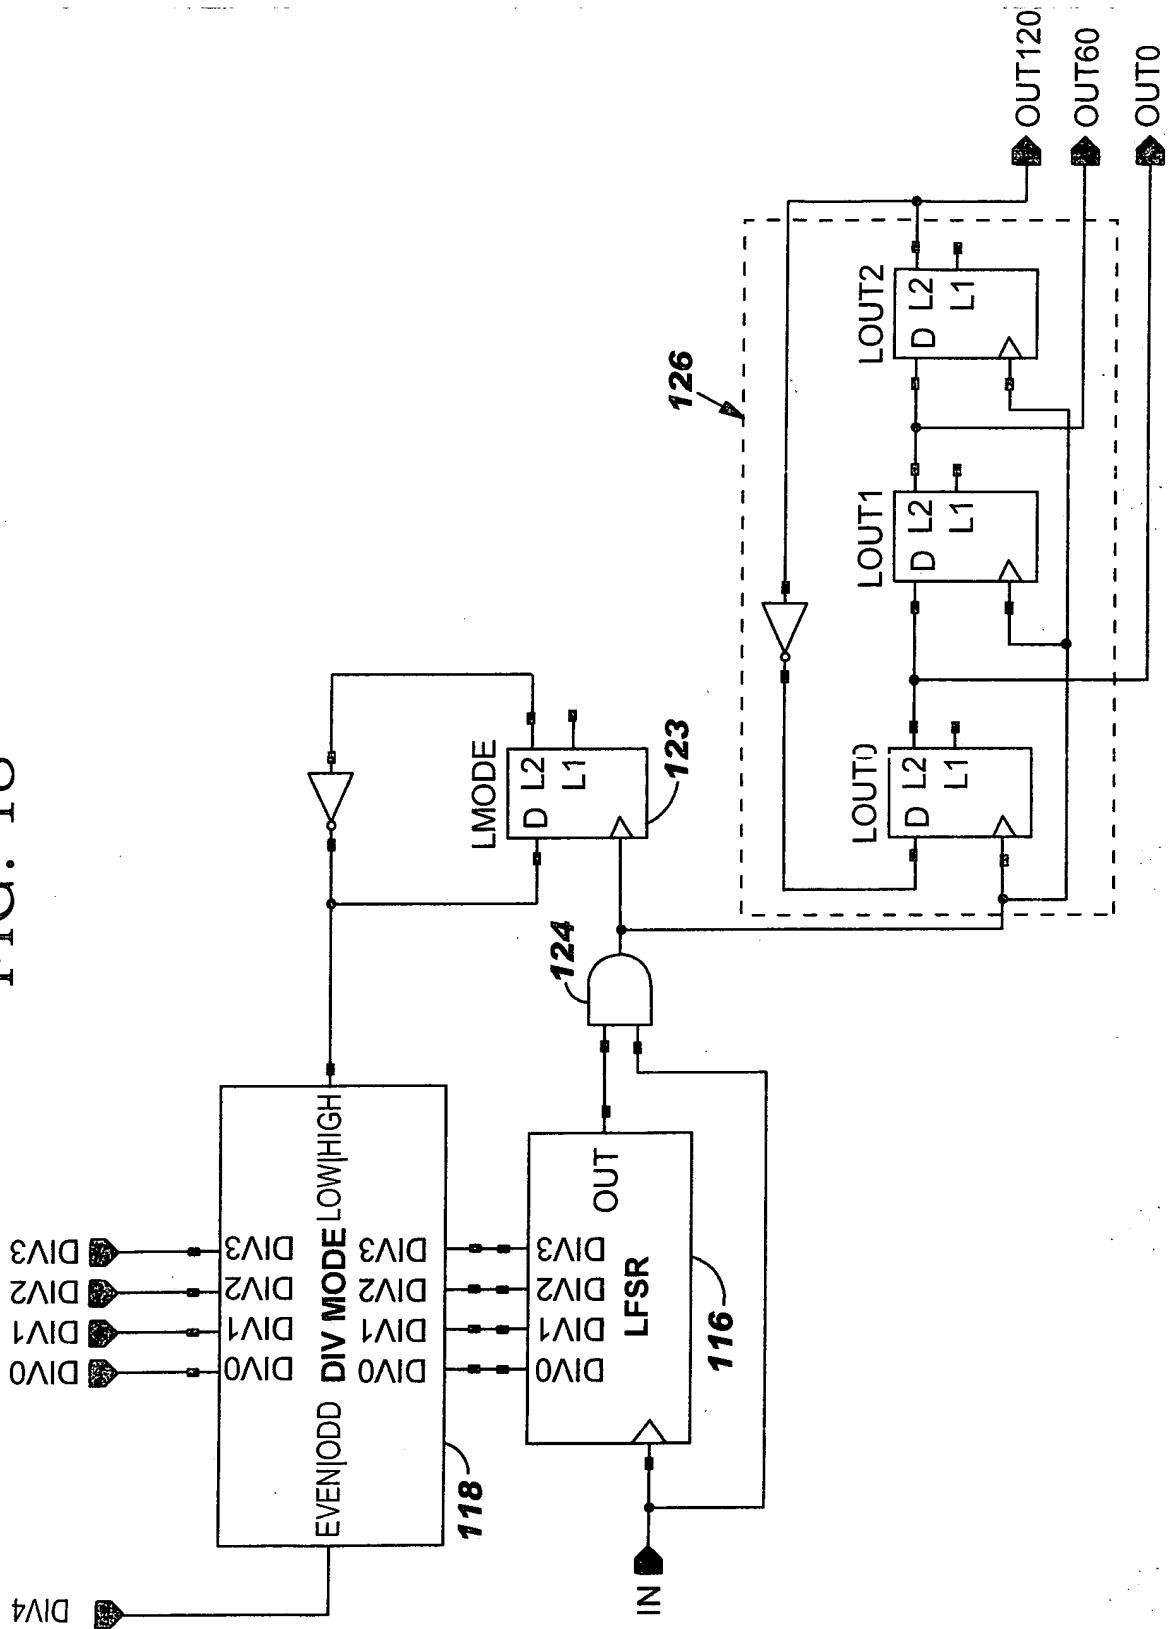 DIV4
DIV0
DIV1
DIV2
DIV3
DIV0
DIV1
DIV2
DIV3
EVEN|ODD
DIV MODE
LOW|HIGH
DIV0
DIV1
DIV2
DIV3
118
IN
DIV0
DIV1
DIV2
DIV3
LFSR
OUT
116
124
LMODE
D
L2
L1
123
126
LOUT0
D
L2
L1
LOUT1
D
L2
L1
LOUT2
D
L2
L1
OUT120
OUT60
OUT0